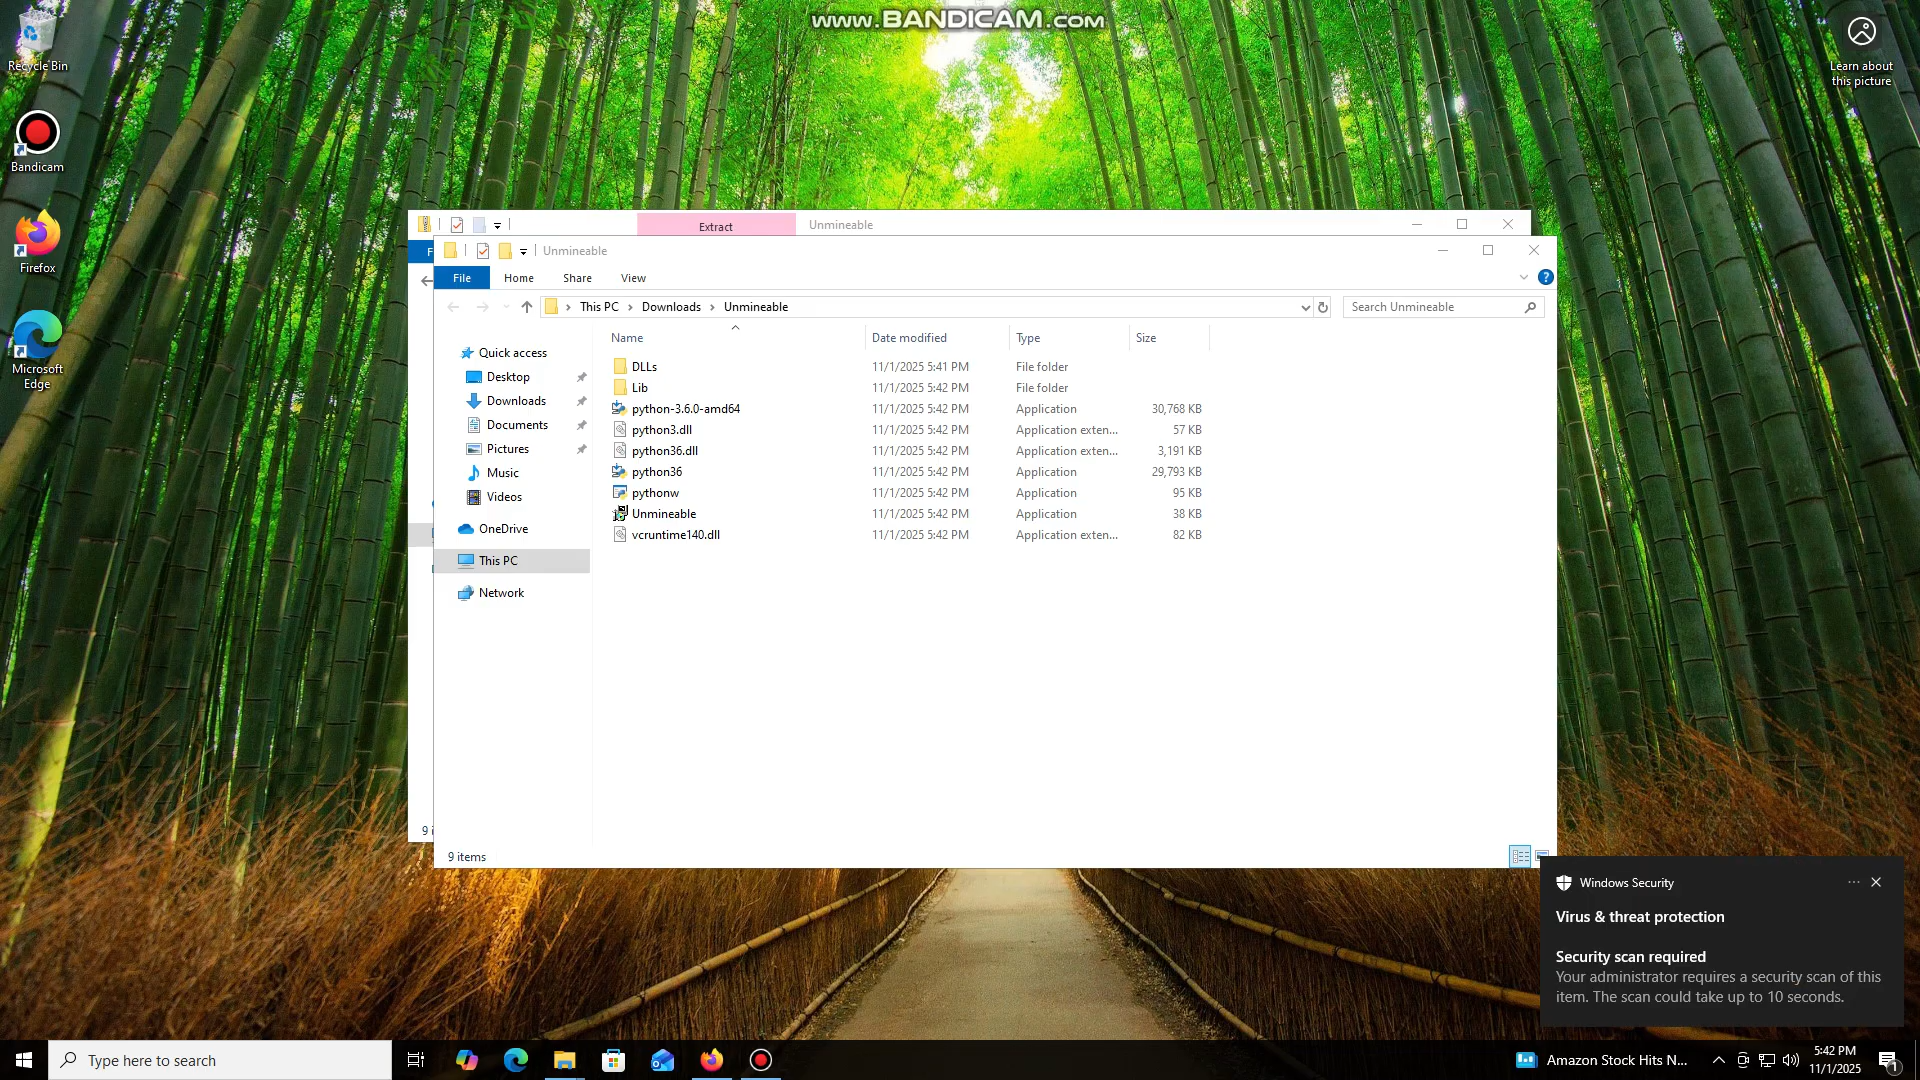 www.BANDICAM.com
Recycle Bin
Bandicam
Firefox
Microsoft
Edge
Learn about
this picture
Extract
Unmineable
F
Unmineable
File
Home
Share
View
This PC
Downloads
Unmineable
Search Unmineable
Name
Date modified
Type
Size
Quick access
Desktop
Downloads
Documents
Pictures
Music
Videos
OneDrive
This PC
Network
DLLs 11/1/2025 5:41 PM File folder
Lib 11/1/2025 5:42 PM File folder
python-3.6.0-amd64 11/1/2025 5:42 PM Application 30,768 KB
python3.dll 11/1/2025 5:42 PM Application exten... 57 KB
python36.dll 11/1/2025 5:42 PM Application exten... 3,191 KB
python36 11/1/2025 5:42 PM Application 29,793 KB
pythonw 11/1/2025 5:42 PM Application 95 KB
Unmineable 11/1/2025 5:42 PM Application 38 KB
vcruntime140.dll 11/1/2025 5:42 PM Application exten... 82 KB
9 i
9 items
Windows Security
Virus & threat protection
Security scan required
Your administrator requires a security scan of this
item. The scan could take up to 10 seconds.
Type here to search
Amazon Stock Hits N...
5:42 PM
11/1/2025
1